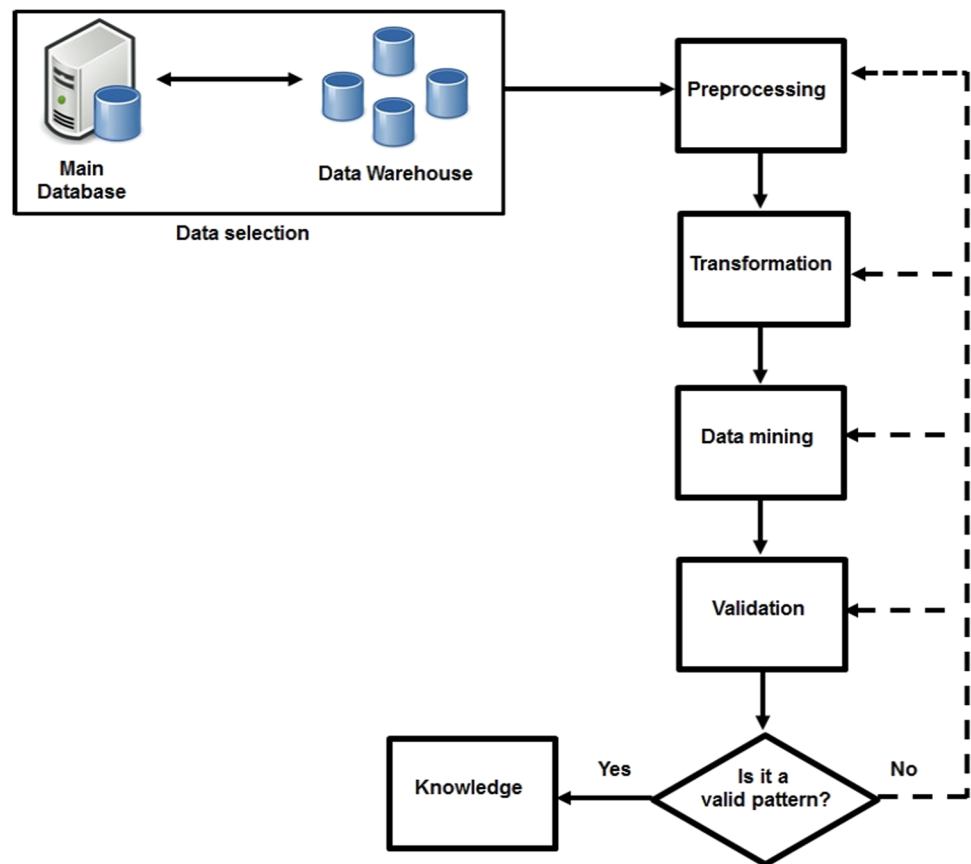 Main
Database
Data Warehouse
Data selection
Preprocessing
Transformation
Data mining
Validation
Is it a
valid pattern?
Yes
No
Knowledge